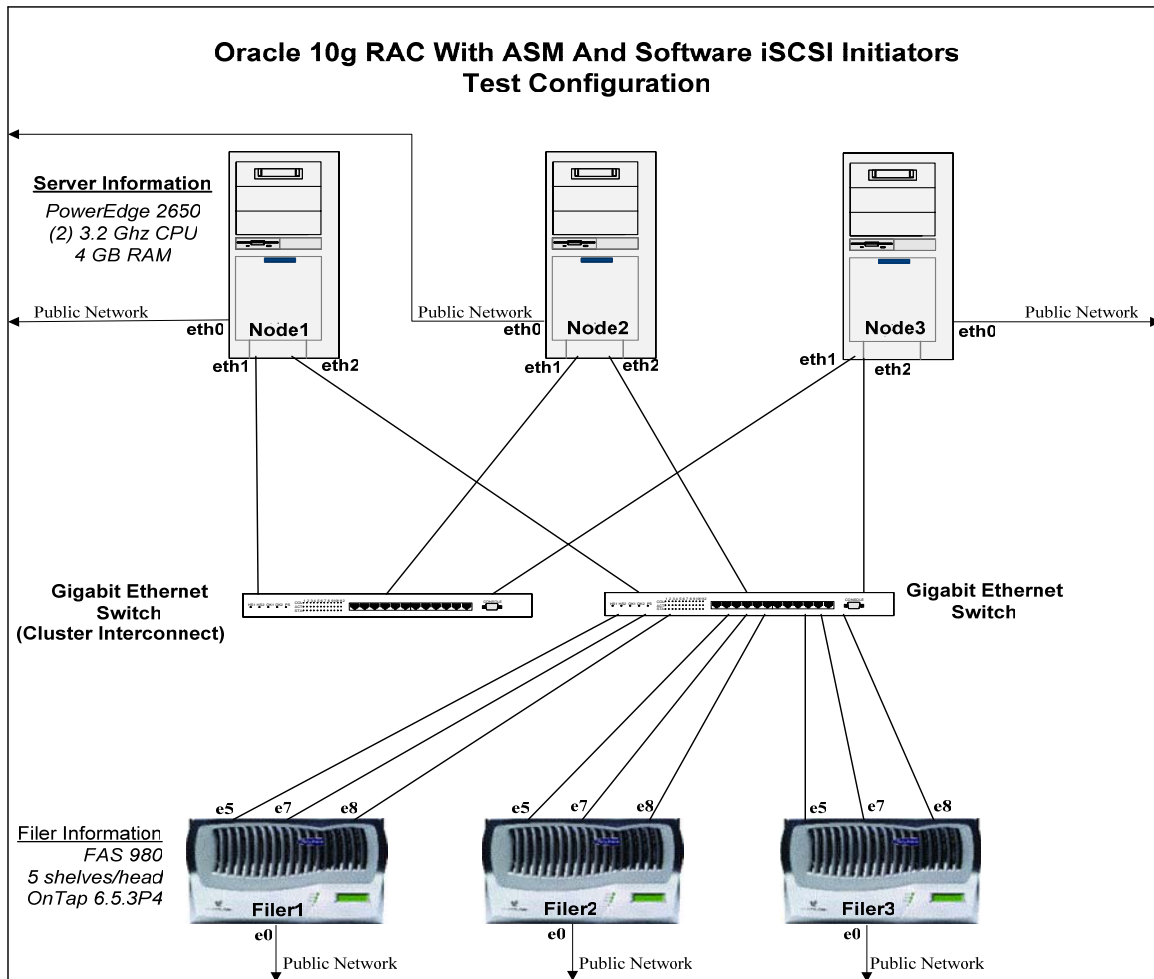 Oracle 10g RAC With ASM And Software iSCSI Initiators
Test Configuration
Server Information
PowerEdge 2650
(2) 3.2 Ghz CPU
4 GB RAM
Public Network
eth0
Node1
eth1
eth2
Public Network
eth0
Node2
eth1
eth2
Node3
eth0
Public Network
eth1
eth2
Gigabit Ethernet
Switch
(Cluster Interconnect)
CONSOLE
CONSOLE
Gigabit Ethernet
Switch
e5
e7
e8
e5
e7
e8
e5
e7
e8
Filer Information
FAS 980
5 shelves/head
OnTap 6.5.3P4
Filer1
Filer2
Filer3
e0
Public Network
e0
Public Network
e0
Public Network